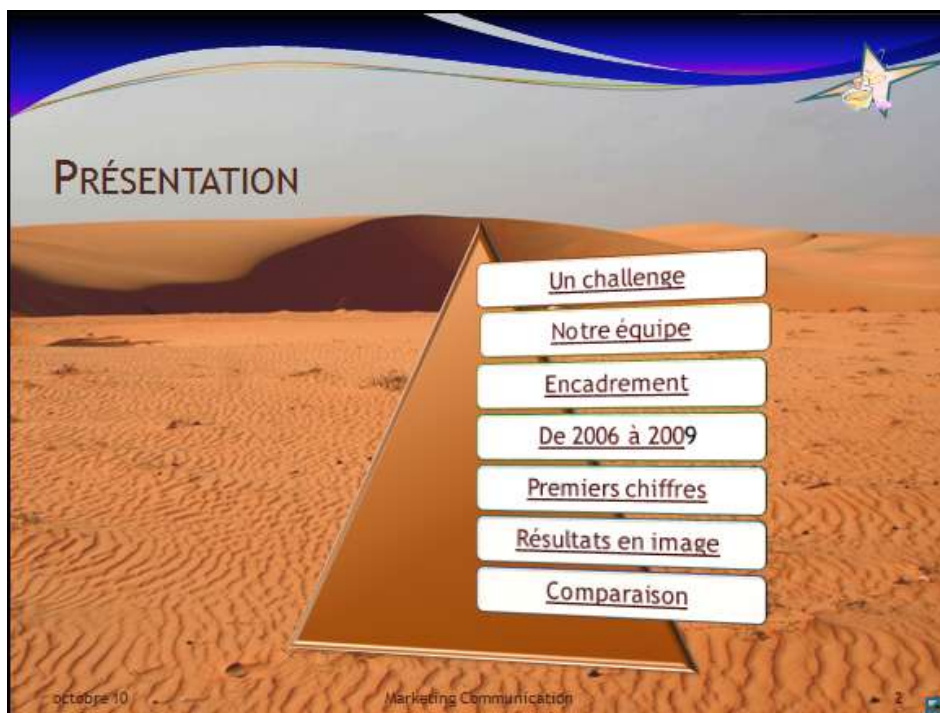 PRÉSENTATION
Un challenge
Notre équipe
Encadrement
De 2006 à 2009
Premiers chiffres
Résultats en image
Comparaison
octobre 10 Marketing Communication 2